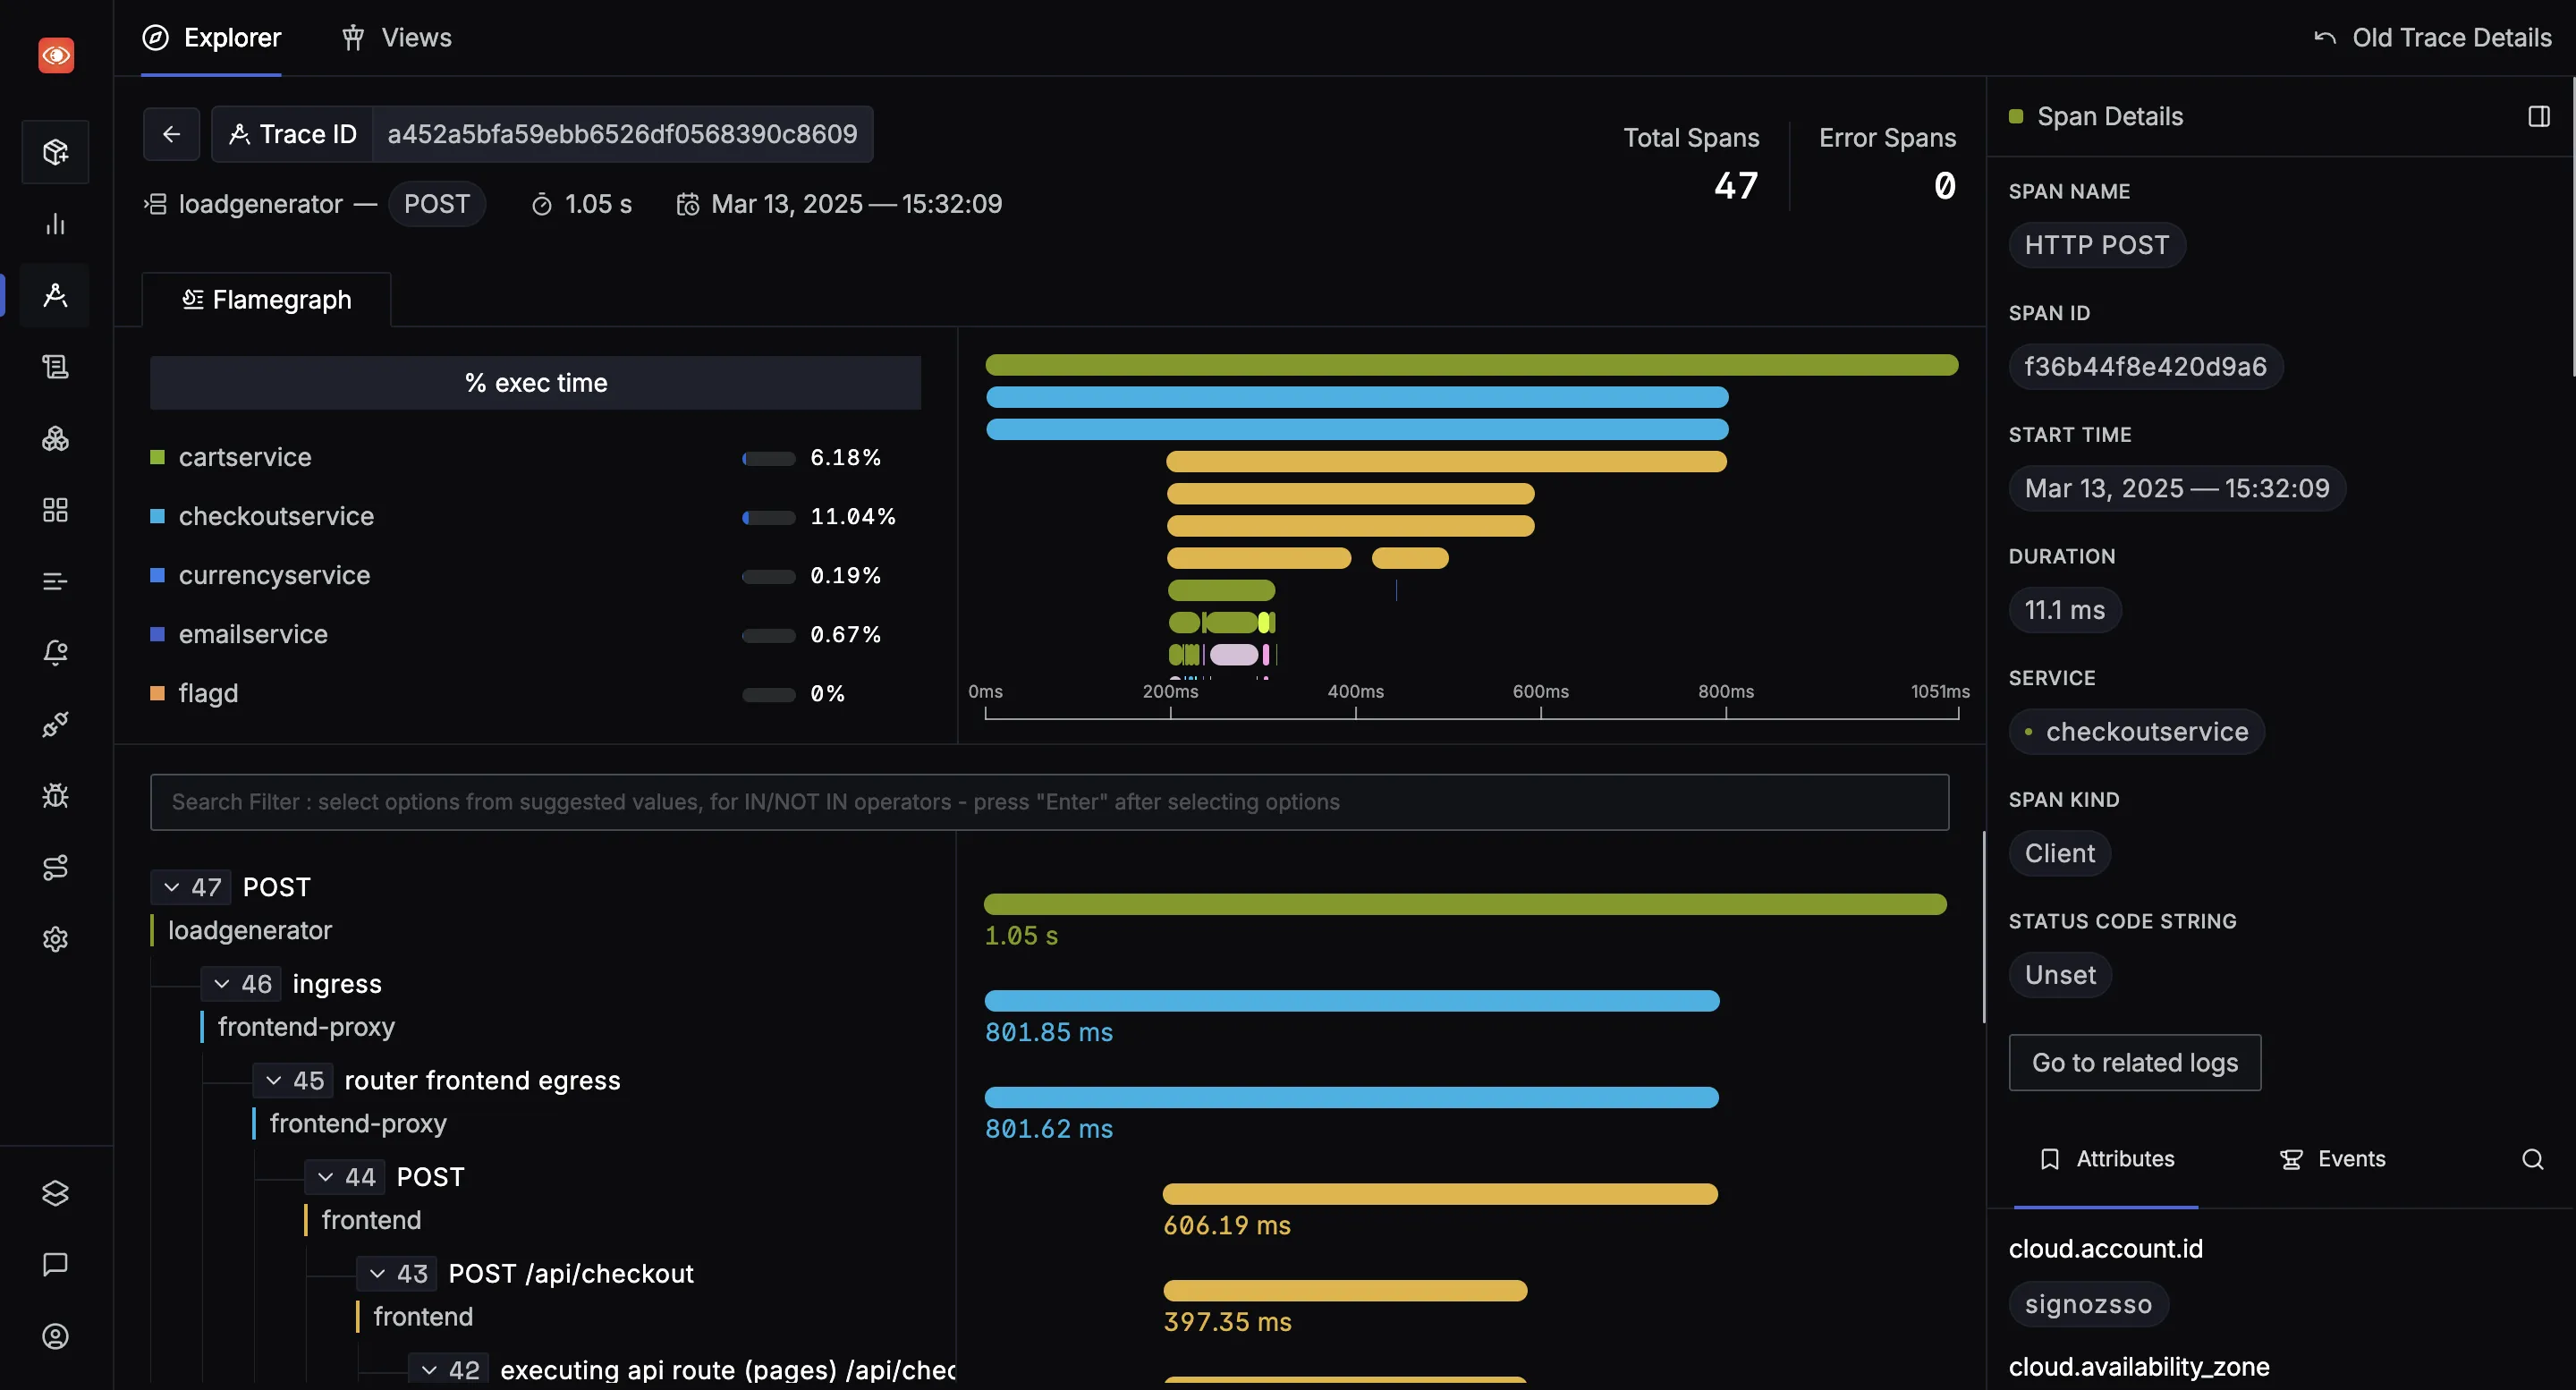 Explorer
Views
Old Trace Details
Trace ID
a452a5bfa59ebb6526df0568390c8609
loadgenerator — POST
1.05 s
Mar 13, 2025 — 15:32:09
Total Spans
47
Error Spans
0
Flamegraph
% exec time
cartservice 6.18%
checkoutservice 11.04%
currencyservice 0.19%
emailservice 0.67%
flagd 0%
0ms 200ms 400ms 600ms 800ms 1051ms
Search Filter : select options from suggested values, for IN/NOT IN operators - press "Enter" after selecting options
47 POST
loadgenerator
1.05 s
46 ingress
frontend-proxy
801.85 ms
45 router frontend egress
frontend-proxy
801.62 ms
44 POST
frontend
606.19 ms
43 POST /api/checkout
frontend
397.35 ms
42 executing api route (pages) /api/chec
Span Details
SPAN NAME
HTTP POST
SPAN ID
f36b44f8e420d9a6
START TIME
Mar 13, 2025 — 15:32:09
DURATION
11.1 ms
SERVICE
checkoutservice
SPAN KIND
Client
STATUS CODE STRING
Unset
Go to related logs
Attributes
Events
cloud.account.id
signozsso
cloud.availability_zone